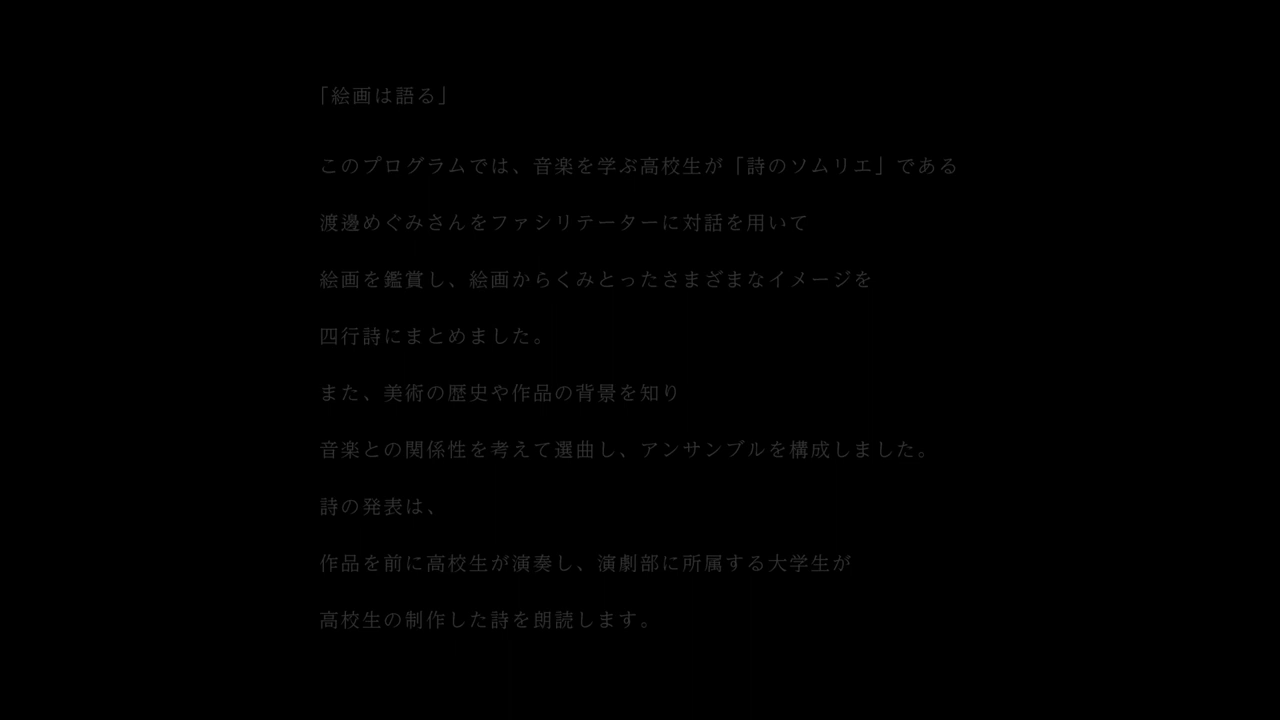 「絵画は語る」
このプログラムでは、音楽を学ぶ高校生が「詩のソムリエ」である
渡邊めぐみさんをファシリテーターに対話を用いて
絵画を鑑賞し、絵画からくみとったさまざまなイメージを
四行詩にまとめました。
また、美術の歴史や作品の背景を知り
音楽との関係性を考えて選曲し、アンサンブルを構成しました。
詩の発表は、
作品を前に高校生が演奏し、演劇部に所属する大学生が
高校生の制作した詩を朗読します。